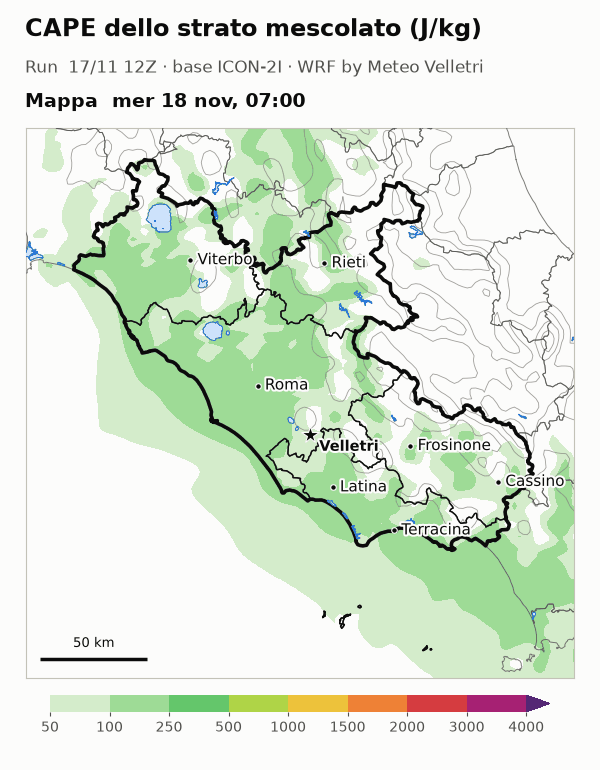 CAPE dello strato mescolato (J/kg)
Run  17/11 12Z · base ICON-2I · WRF by Meteo Velletri
Mappa  mer 18 nov, 07:00
Viterbo
Rieti
Roma
Velletri
Frosinone
Cassino
Latina
Terracina
50 km
50 100 250 500 1000 1500 2000 3000 4000